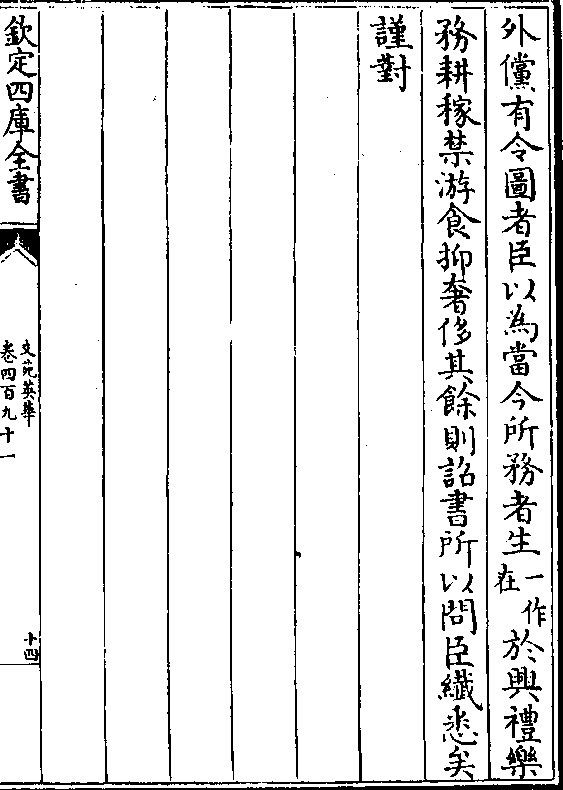 外儻有令圖者臣以為當今所務者生一作在於興禮樂
務耕稼禁游食抑奢侈其餘則詔書所以問臣纎悉矣
謹對
欽定四庫全書
文苑英華
卷四百九十一
十四